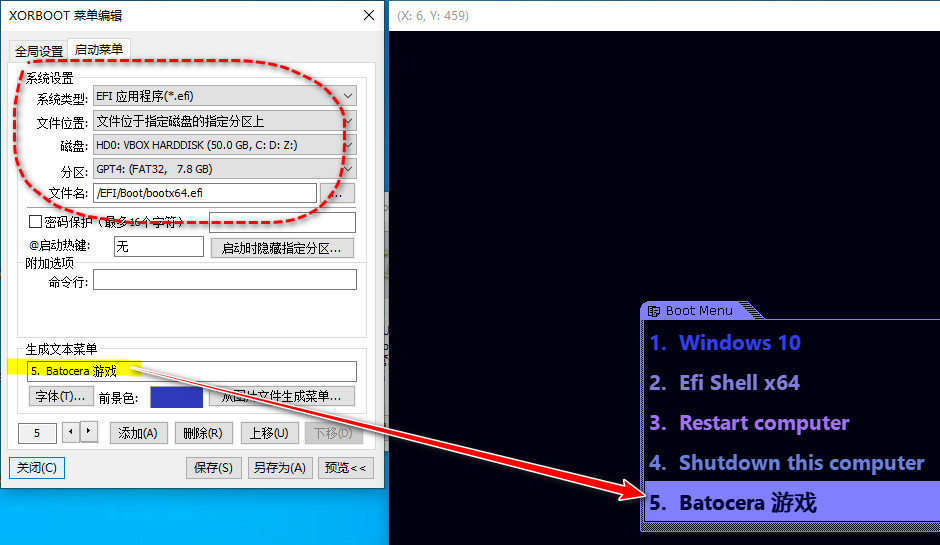 XORBOOT 菜单编辑
全局设置 启动菜单
系统设置
系统类型: EFI 应用程序(*.efi)
文件位置: 文件位于指定磁盘的指定分区上
磁盘: HD0: VBOX HARDDISK (50.0 GB, C: D: Z:)
分区: GPT4: (FAT32, 7.8 GB)
文件名: /EFI/Boot/bootx64.efi ...
密码保护（最多16个字符）
@启动热键: 无 启动时隐藏指定分区...
附加选项
命令行:
生成文本菜单
5. Batocera 游戏
字体(T)... 前景色: 从图片文件生成菜单...
5 添加(A) 删除(R) 上移(U) 下移(D)
关闭(C) 保存(S) 另存为(A) 预览<<
(X: 6, Y: 459)
Boot Menu
1. Windows 10
2. Efi Shell x64
3. Restart computer
4. Shutdown this computer
5. Batocera 游戏